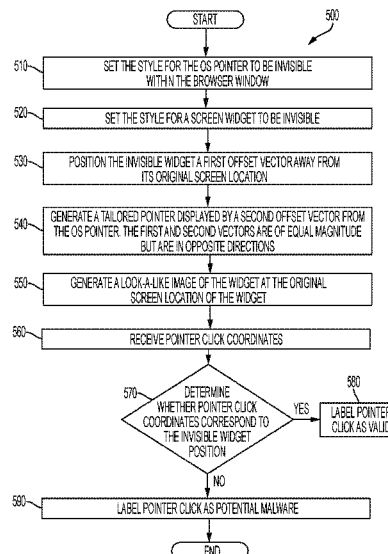 START
500
510
SET THE STYLE FOR THE OS POINTER TO BE INVISIBLE
WITHIN THE BROWSER WINDOW
520
SET THE STYLE FOR A SCREEN WIDGET TO BE INVISIBLE
530
POSITION THE INVISIBLE WIDGET A FIRST OFFSET VECTOR AWAY FROM
ITS ORIGINAL SCREEN LOCATION
540
GENERATE A TAILORED POINTER DISPLAYED BY A SECOND OFFSET VECTOR FROM
THE OS POINTER. THE FIRST AND SECOND VECTORS ARE OF EQUAL MAGNITUDE
BUT ARE IN OPPOSITE DIRECTIONS
550
GENERATE A LOOK-A-LIKE IMAGE OF THE WIDGET AT THE ORIGINAL
SCREEN LOCATION OF THE WIDGET
560
RECEIVE POINTER CLICK COORDINATES
570
DETERMINE
WHETHER POINTER CLICK
COORDINATES CORRESPOND TO
THE INVISIBLE WIDGET
POSITION
YES
580
LABEL POINTER
CLICK AS VALID
NO
590
LABEL POINTER CLICK AS POTENTIAL MALWARE
END